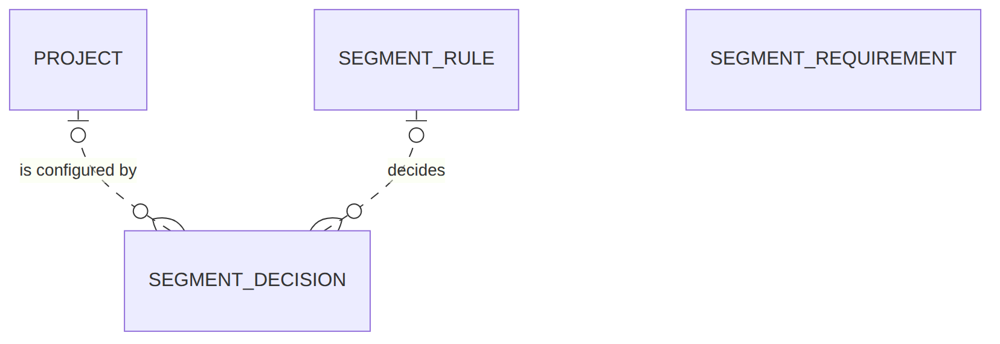 PROJECT
SEGMENT_RULE
SEGMENT_REQUIREMENT
is configured by
decides
SEGMENT_DECISION